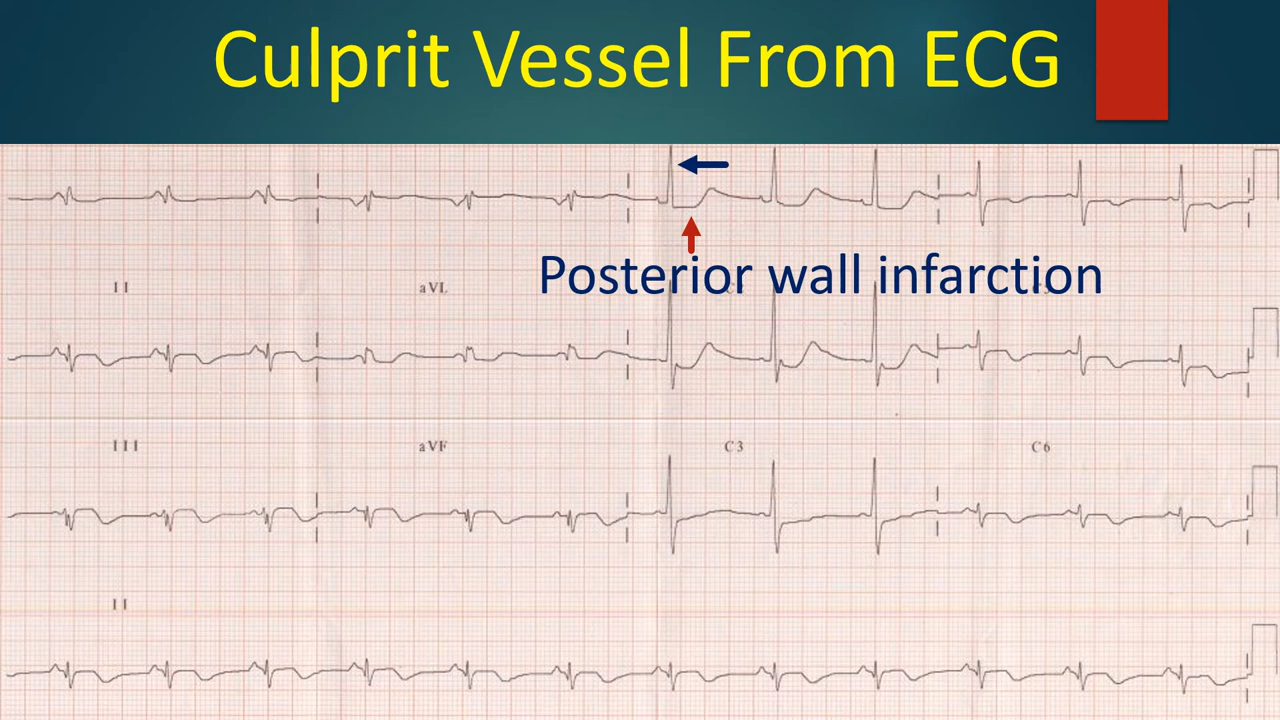 Culprit Vessel From ECG
Posterior wall infarction
II aVL
III aVF C3 C6
II